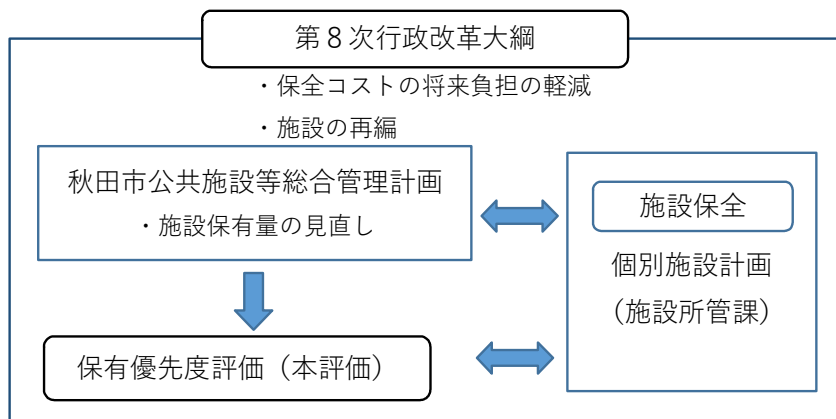 第８次行政改革大綱
・保全コストの将来負担の軽減
・施設の再編
秋田市公共施設等総合管理計画
・施設保有量の見直し
施設保全
個別施設計画
（施設所管課）
保有優先度評価（本評価）